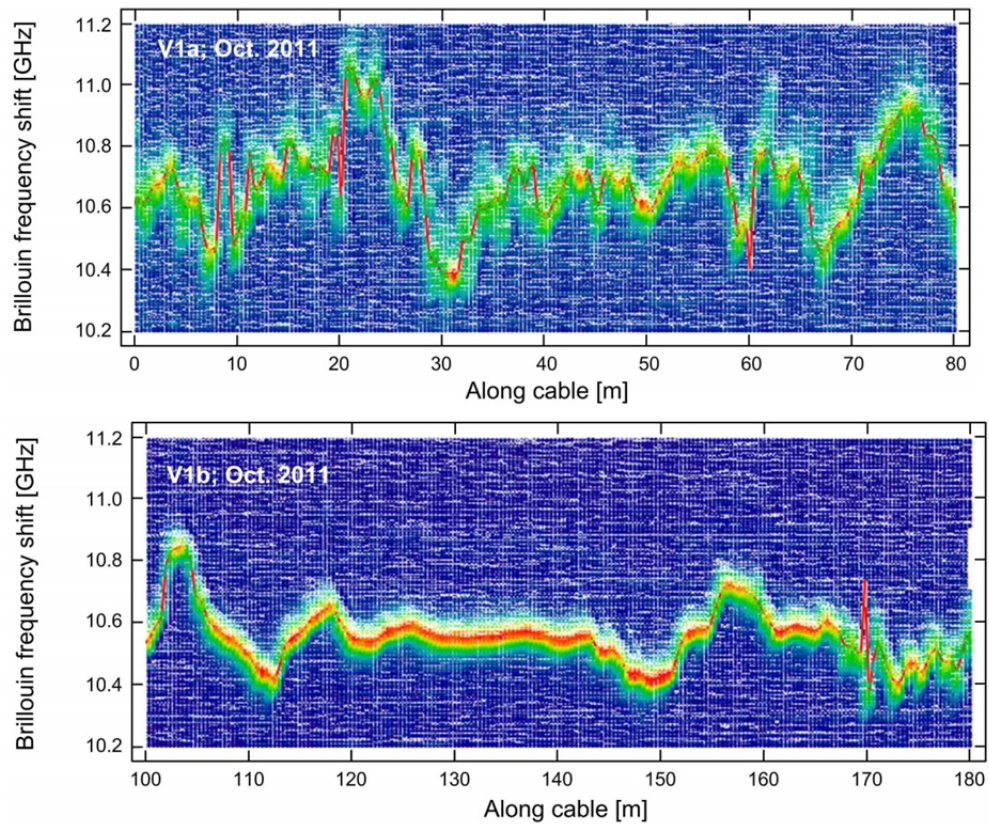 11.2
11.0
10.8
10.6
10.4
10.2
Brillouin frequency shift [GHz]
V1a; Oct. 2011
0 10 20 30 40 50 60 70 80
Along cable [m]
11.2
11.0
10.8
10.6
10.4
10.2
Brillouin frequency shift [GHz]
V1b; Oct. 2011
100 110 120 130 140 150 160 170 180
Along cable [m]